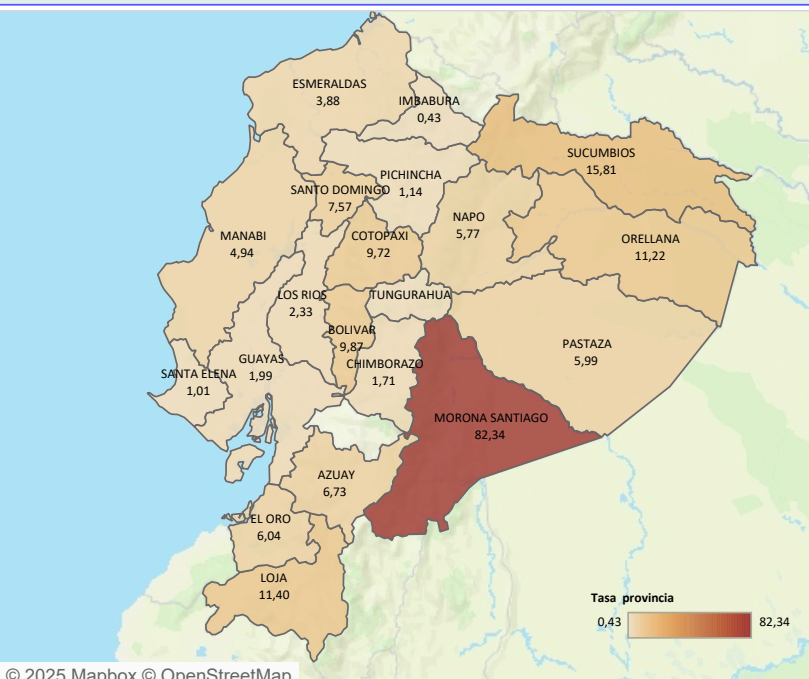 ESMERALDAS
3,88
IMBABURA
0,43
SUCUMBIOS
15,81
PICHINCHA
1,14
SANTO DOMINGO
7,57
NAPO
5,77
MANABI
4,94
COTOPAXI
9,72
ORELLANA
11,22
LOS RIOS
2,33
TUNGURAHUA
BOLIVAR
9,87
PASTAZA
5,99
GUAYAS
1,99
CHIMBORAZO
1,71
SANTA ELENA
1,01
MORONA SANTIAGO
82,34
AZUAY
6,73
EL ORO
6,04
LOJA
11,40
Tasa provincia
0,43
82,34
© 2025 Mapbox © OpenStreetMap